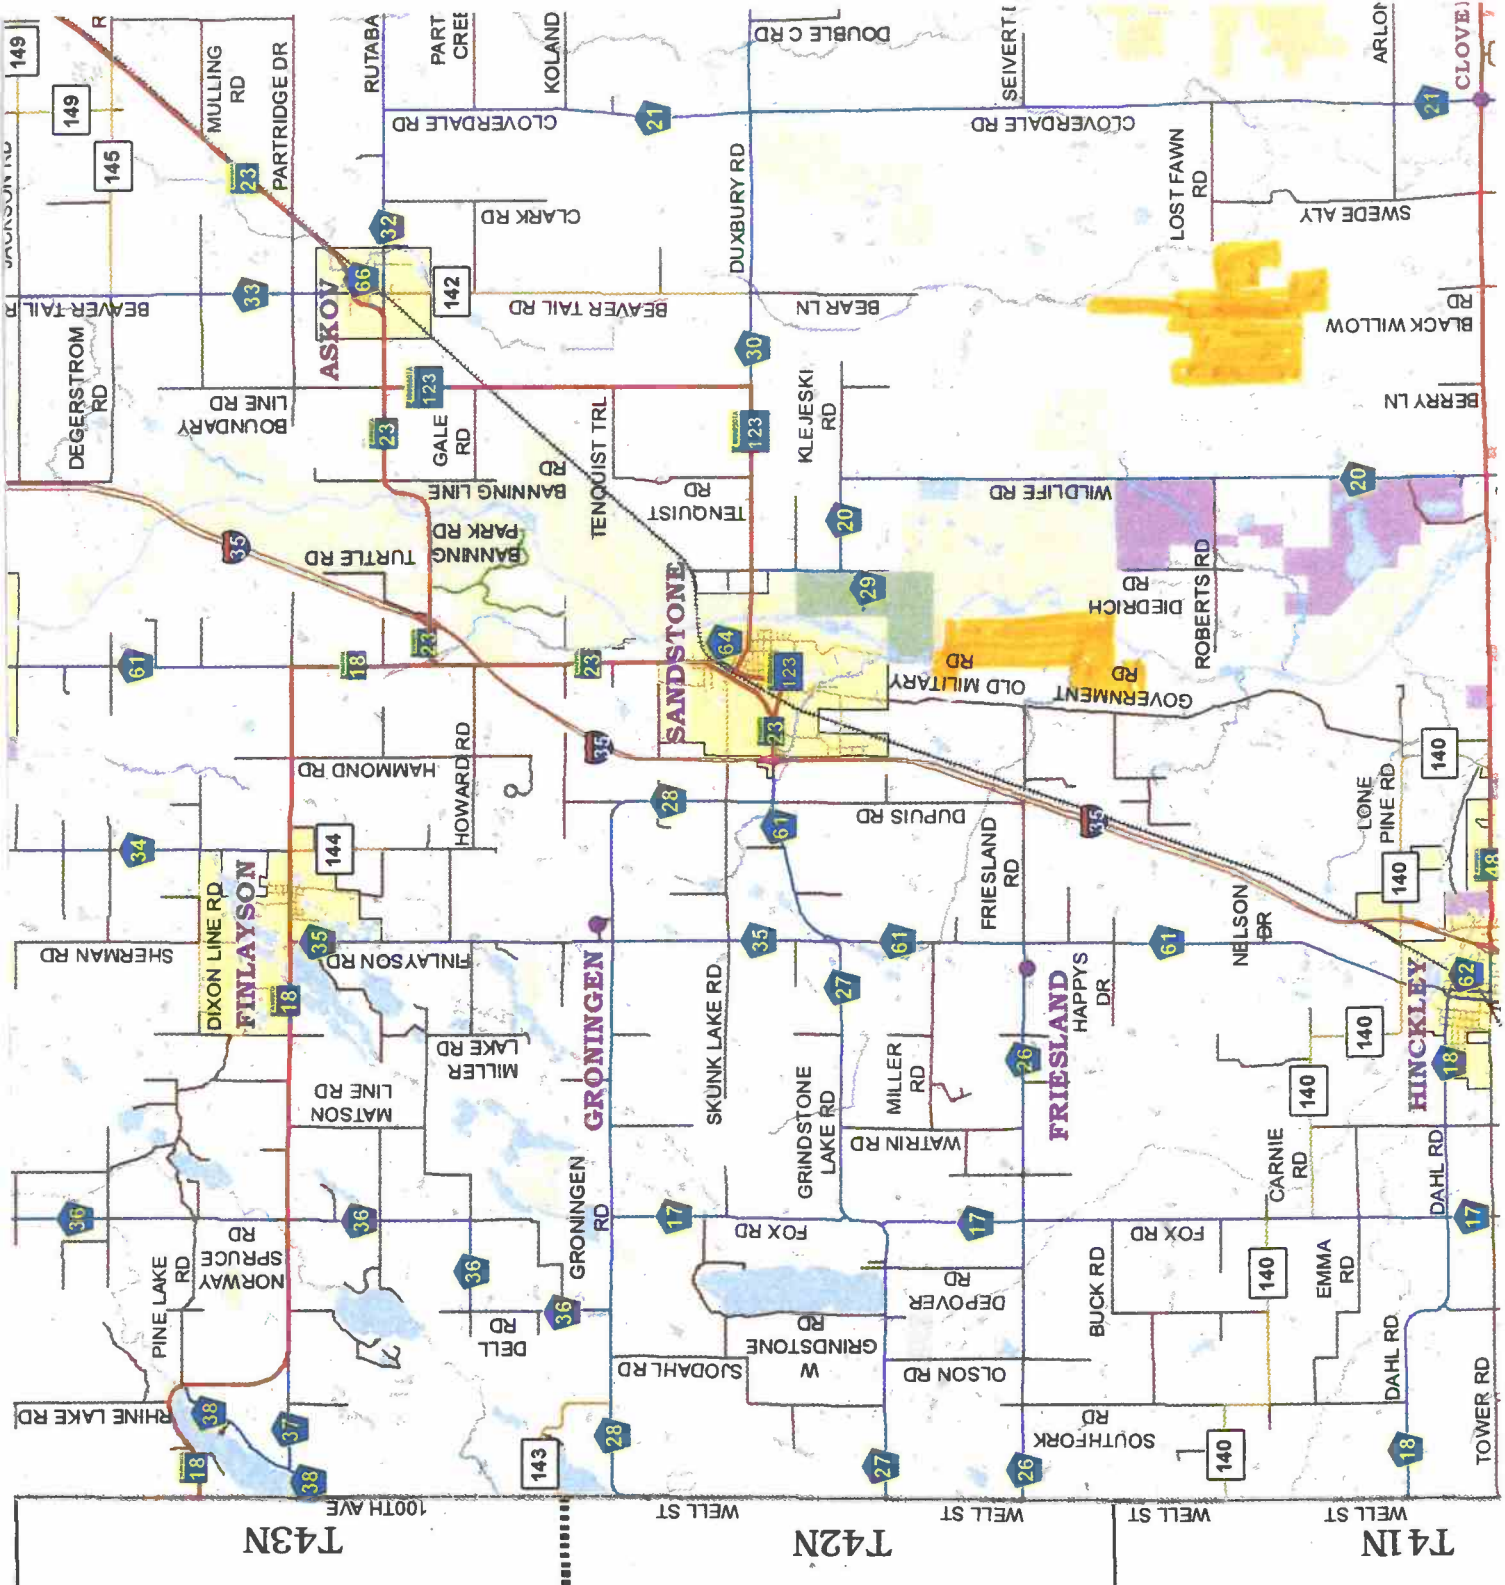 149
R
MULLING
RD
PARTRIDGE DR
RUTABA
PART
CREE
KOLAND
DOUBLE C RD
SEIVERT
ARLON
CLOVE
149
145
JACKSON RD
23
CLOVERDALE RD
21
CLOVERDALE RD
21
DUXBURY RD
LOST FAWN
RD
SWEDE ALY
32
CLARK RD
33
BEAVER TAIL R
66
142
BEAVER TAIL RD
BEAVER TAIL RD
BEAR LN
BLACK WILLOW
RD
ASKOV
DEGERSTROM
RD
BOUNDARY
LINE RD
23
123
GALE
RD
TENQUIST TRL
30
123
KLEJESKI
RD
BERRY LN
BANNING LINE
RD
TENQUIST
RD
WILDLIFE RD
20
20
35
TURTLE RD
BANNING
PARK RD
SANDSTONE
29
DIEDRICH
RD
ROBERTS RD
61
18
23
23
64
123
OLD MILITARY
RD
GOVERNMENT
RD
23
35
HAMMOND RD
HOWARD RD
LONE
PINE RD
140
34
144
28
61
DUPUIS RD
35
FRIESLAND
RD
140
48
SHERMAN RD
DIXON LINE RD
FINLAYSON
35
FINLAYSON RD
35
61
61
NELSON
DR
18
GRONINGEN
SKUNK LAKE RD
27
FRIESLAND
HAPPYS
DR
HINCKLEY
62
MILLER
LAKE RD
MATSON
LINE RD
GRINDSTONE
LAKE RD
MILLER
RD
26
140
140
18
WATRIN RD
CARNIE
RD
DAHL RD
36
36
GRONINGEN
RD
17
FOX RD
17
FOX RD
17
PINE LAKE
RD
NORWAY
SPRUCE
RD
36
DEPOVER
RD
BUCK RD
140
EMMA
RD
DELL
RD
36
W
GRINDSTONE
RD
SJODAHL RD
OLSON RD
DAHL RD
TOWER RD
RHINE LAKE RD
38
37
18
38
143
28
27
26
SOUTHFORK
RD
140
18
100TH AVE
WELL ST
WELL ST
WELL ST
WELL ST
T43N
T42N
T41N